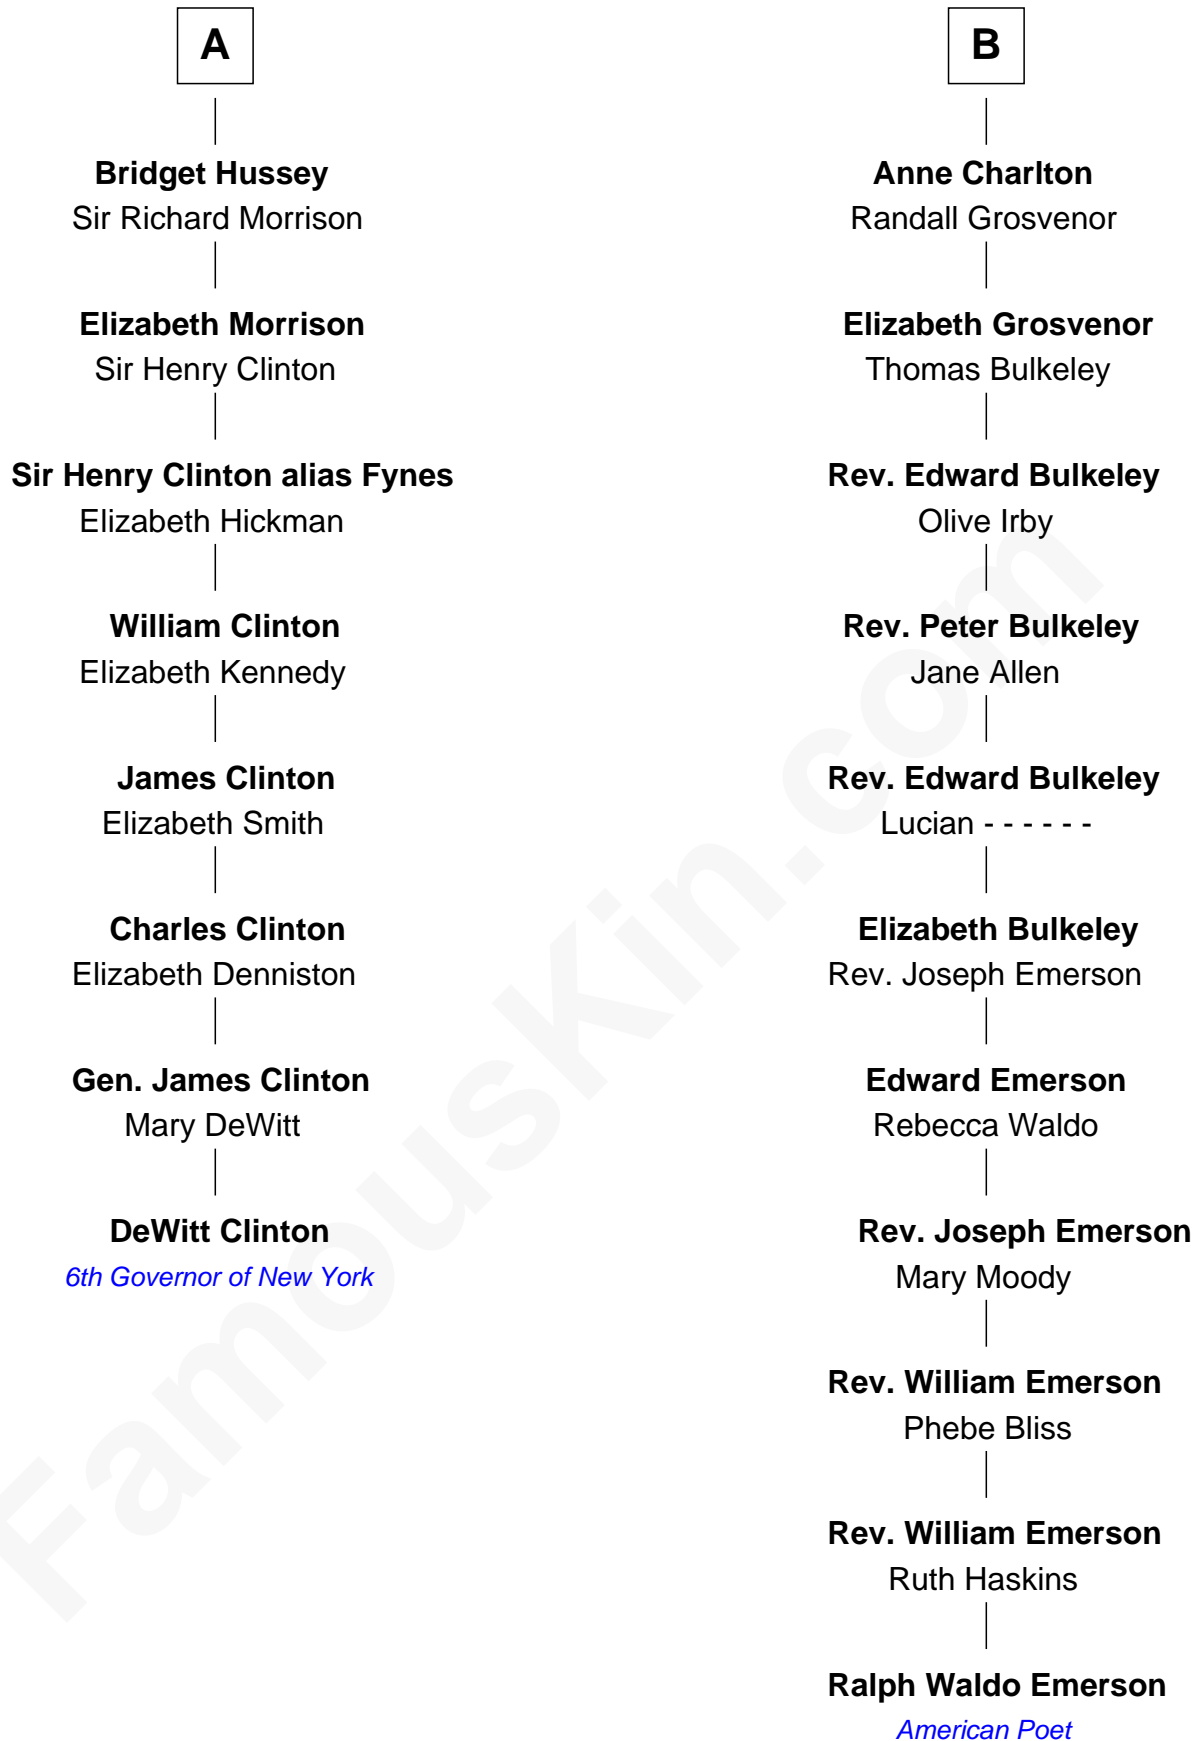 A
Bridget Hussey
Sir Richard Morrison
Elizabeth Morrison
Sir Henry Clinton
Sir Henry Clinton alias Fynes
Elizabeth Hickman
William Clinton
Elizabeth Kennedy
James Clinton
Elizabeth Smith
Charles Clinton
Elizabeth Denniston
Gen. James Clinton
Mary DeWitt
DeWitt Clinton
6th Governor of New York
B
Anne Charlton
Randall Grosvenor
Elizabeth Grosvenor
Thomas Bulkeley
Rev. Edward Bulkeley
Olive Irby
Rev. Peter Bulkeley
Jane Allen
Rev. Edward Bulkeley
Lucian - - - - - -
Elizabeth Bulkeley
Rev. Joseph Emerson
Edward Emerson
Rebecca Waldo
Rev. Joseph Emerson
Mary Moody
Rev. William Emerson
Phebe Bliss
Rev. William Emerson
Ruth Haskins
Ralph Waldo Emerson
American Poet
FamousKin.com